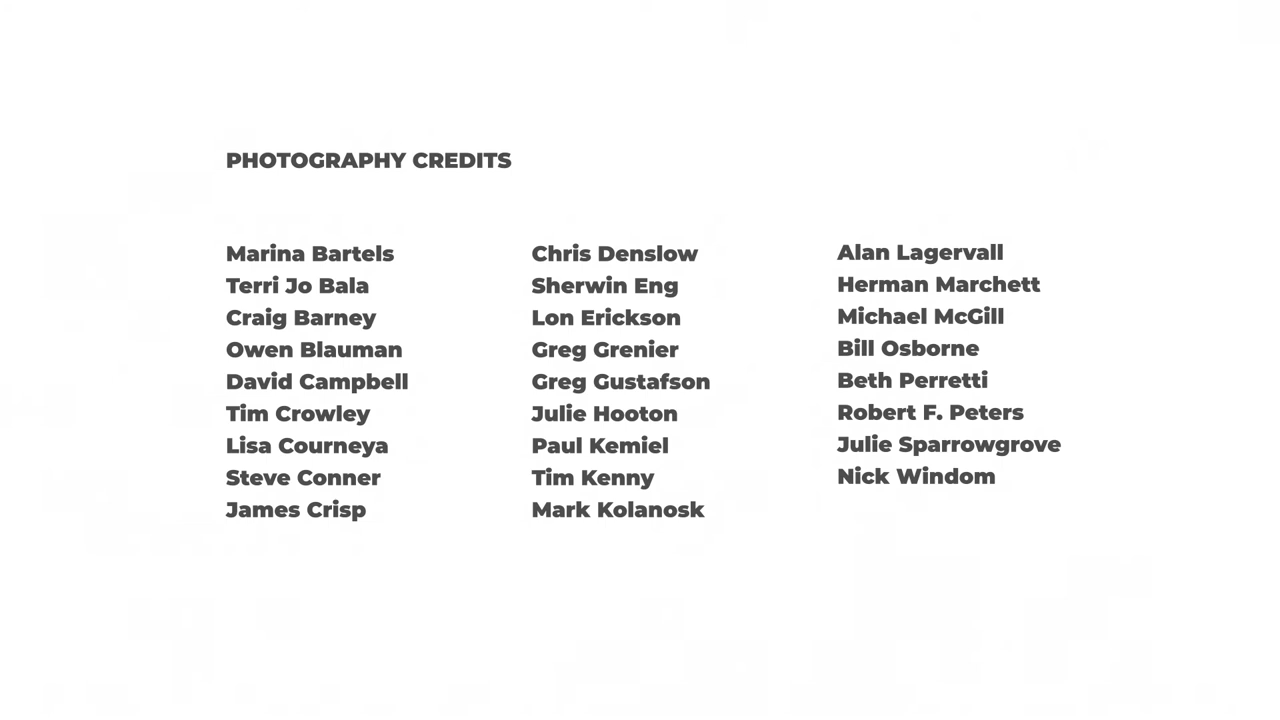 PHOTOGRAPHY CREDITS
Marina Bartels
Terri Jo Bala
Craig Barney
Owen Blauman
David Campbell
Tim Crowley
Lisa Courneya
Steve Conner
James Crisp
Chris Denslow
Sherwin Eng
Lon Erickson
Greg Grenier
Greg Gustafson
Julie Hooton
Paul Kemiel
Tim Kenny
Mark Kolanosk
Alan Lagervall
Herman Marchett
Michael McGill
Bill Osborne
Beth Perretti
Robert F. Peters
Julie Sparrowgrove
Nick Windom